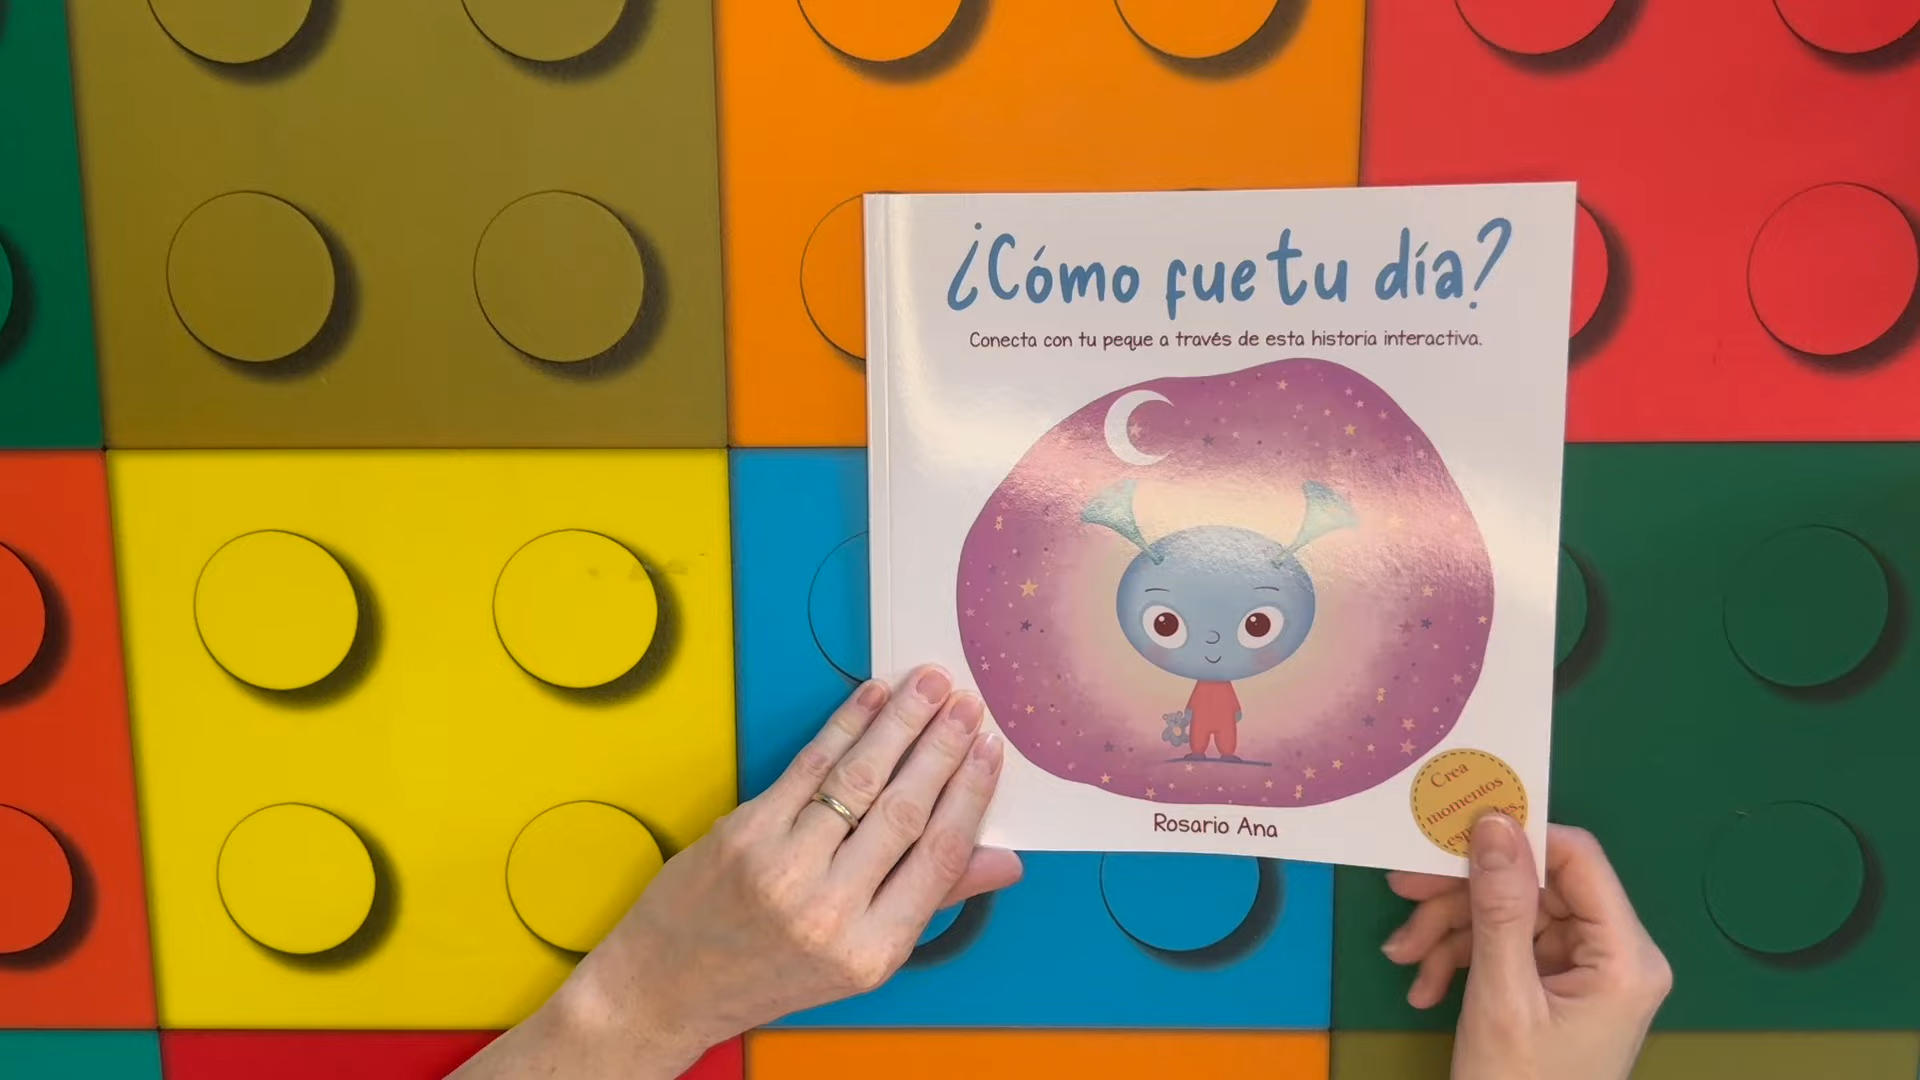 ¿Cómo fue tu día?
Conecta con tu peque a través de esta historia interactiva.
Rosario Ana
Crea
momentos